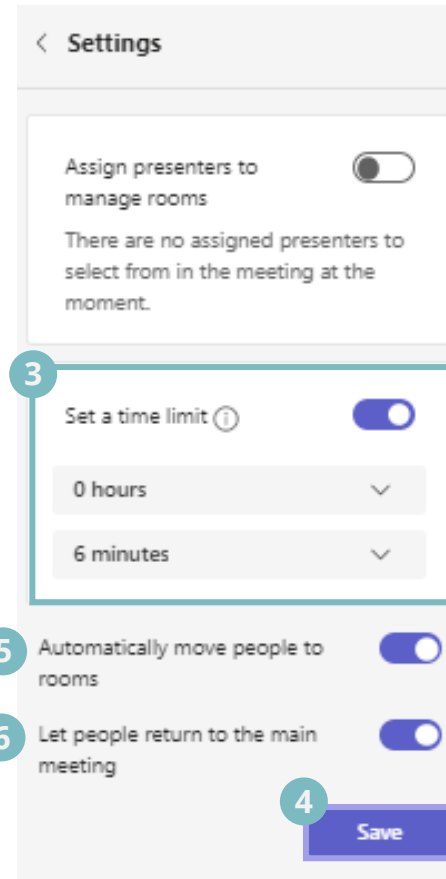 Settings
Assign presenters to
manage rooms
There are no assigned presenters to
select from in the meeting at the
moment.
3
Set a time limit
0 hours
6 minutes
5
Automatically move people to
rooms
6
Let people return to the main
meeting
4
Save